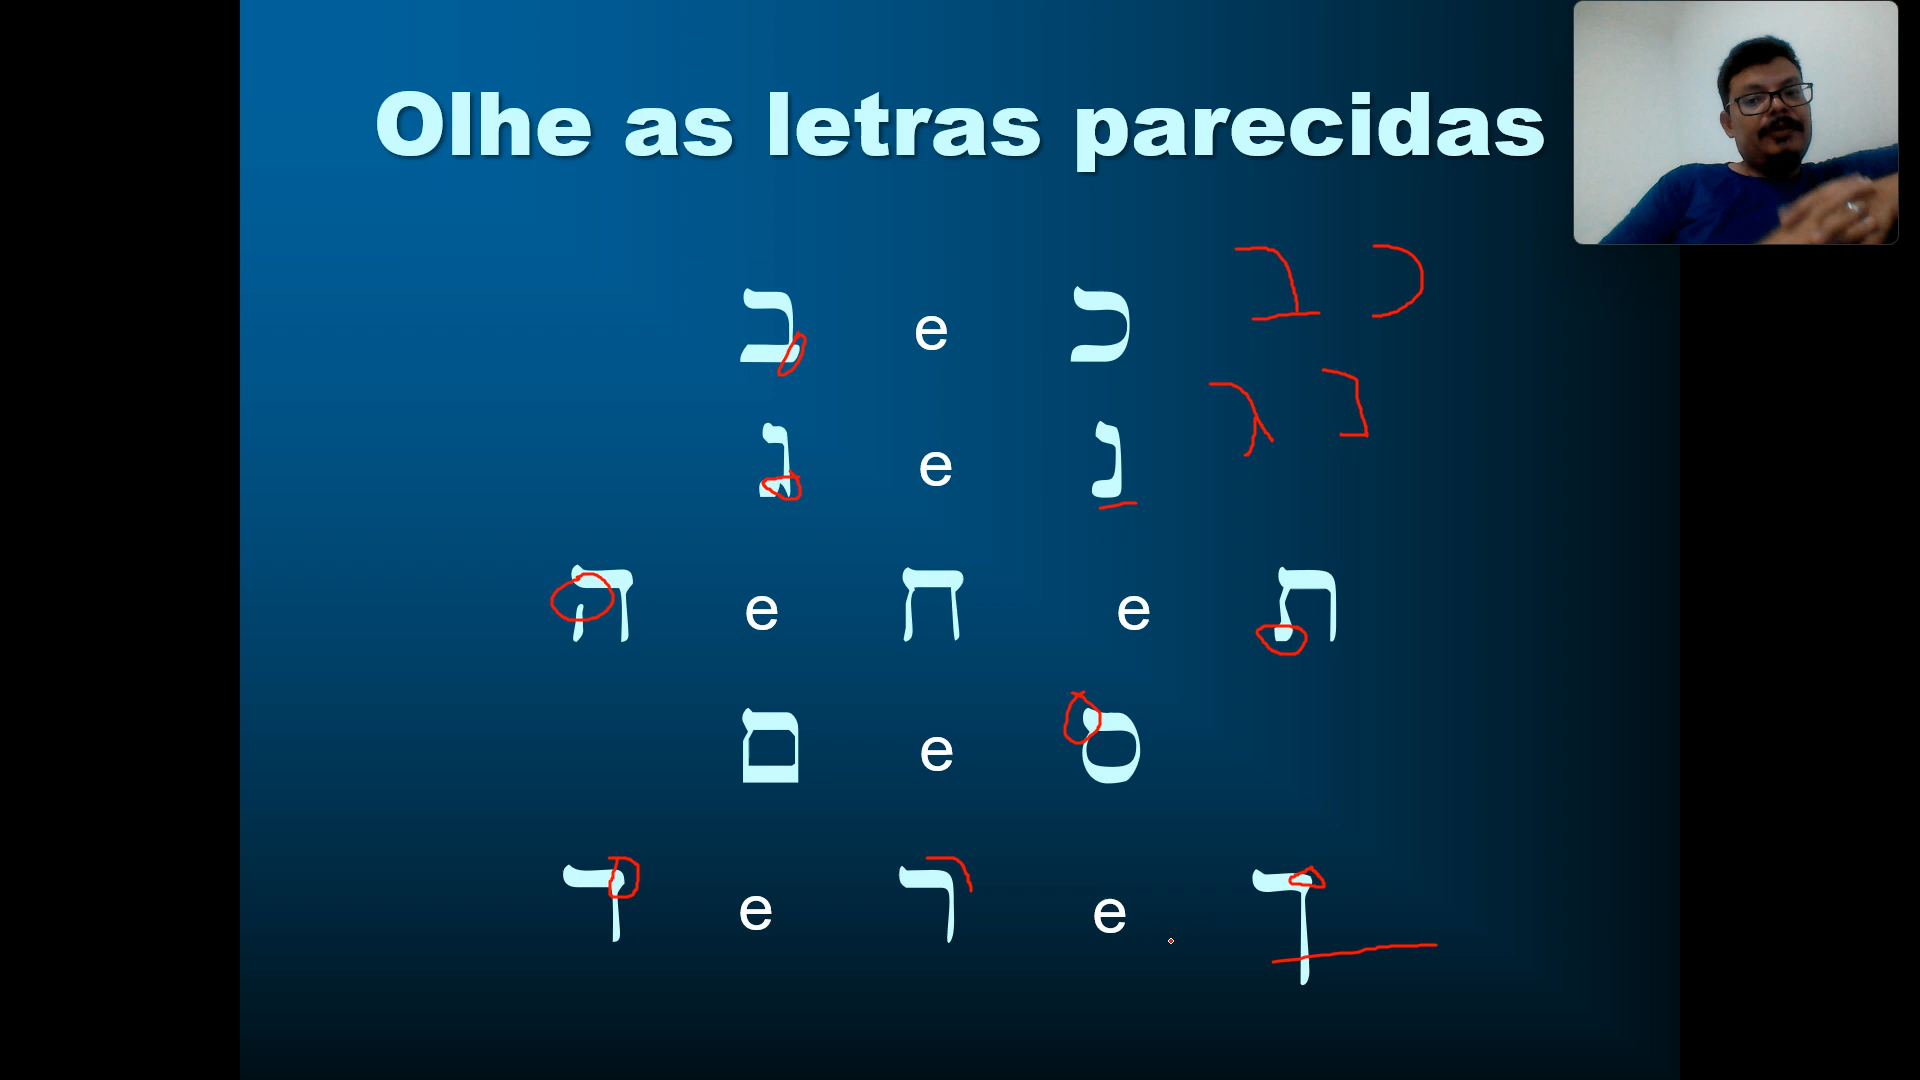 Olhe as letras parecidas
ב e כ
ג e נ
ה e ח e ת
ם e ס
ד e ר e ך
ב כ
ג נ